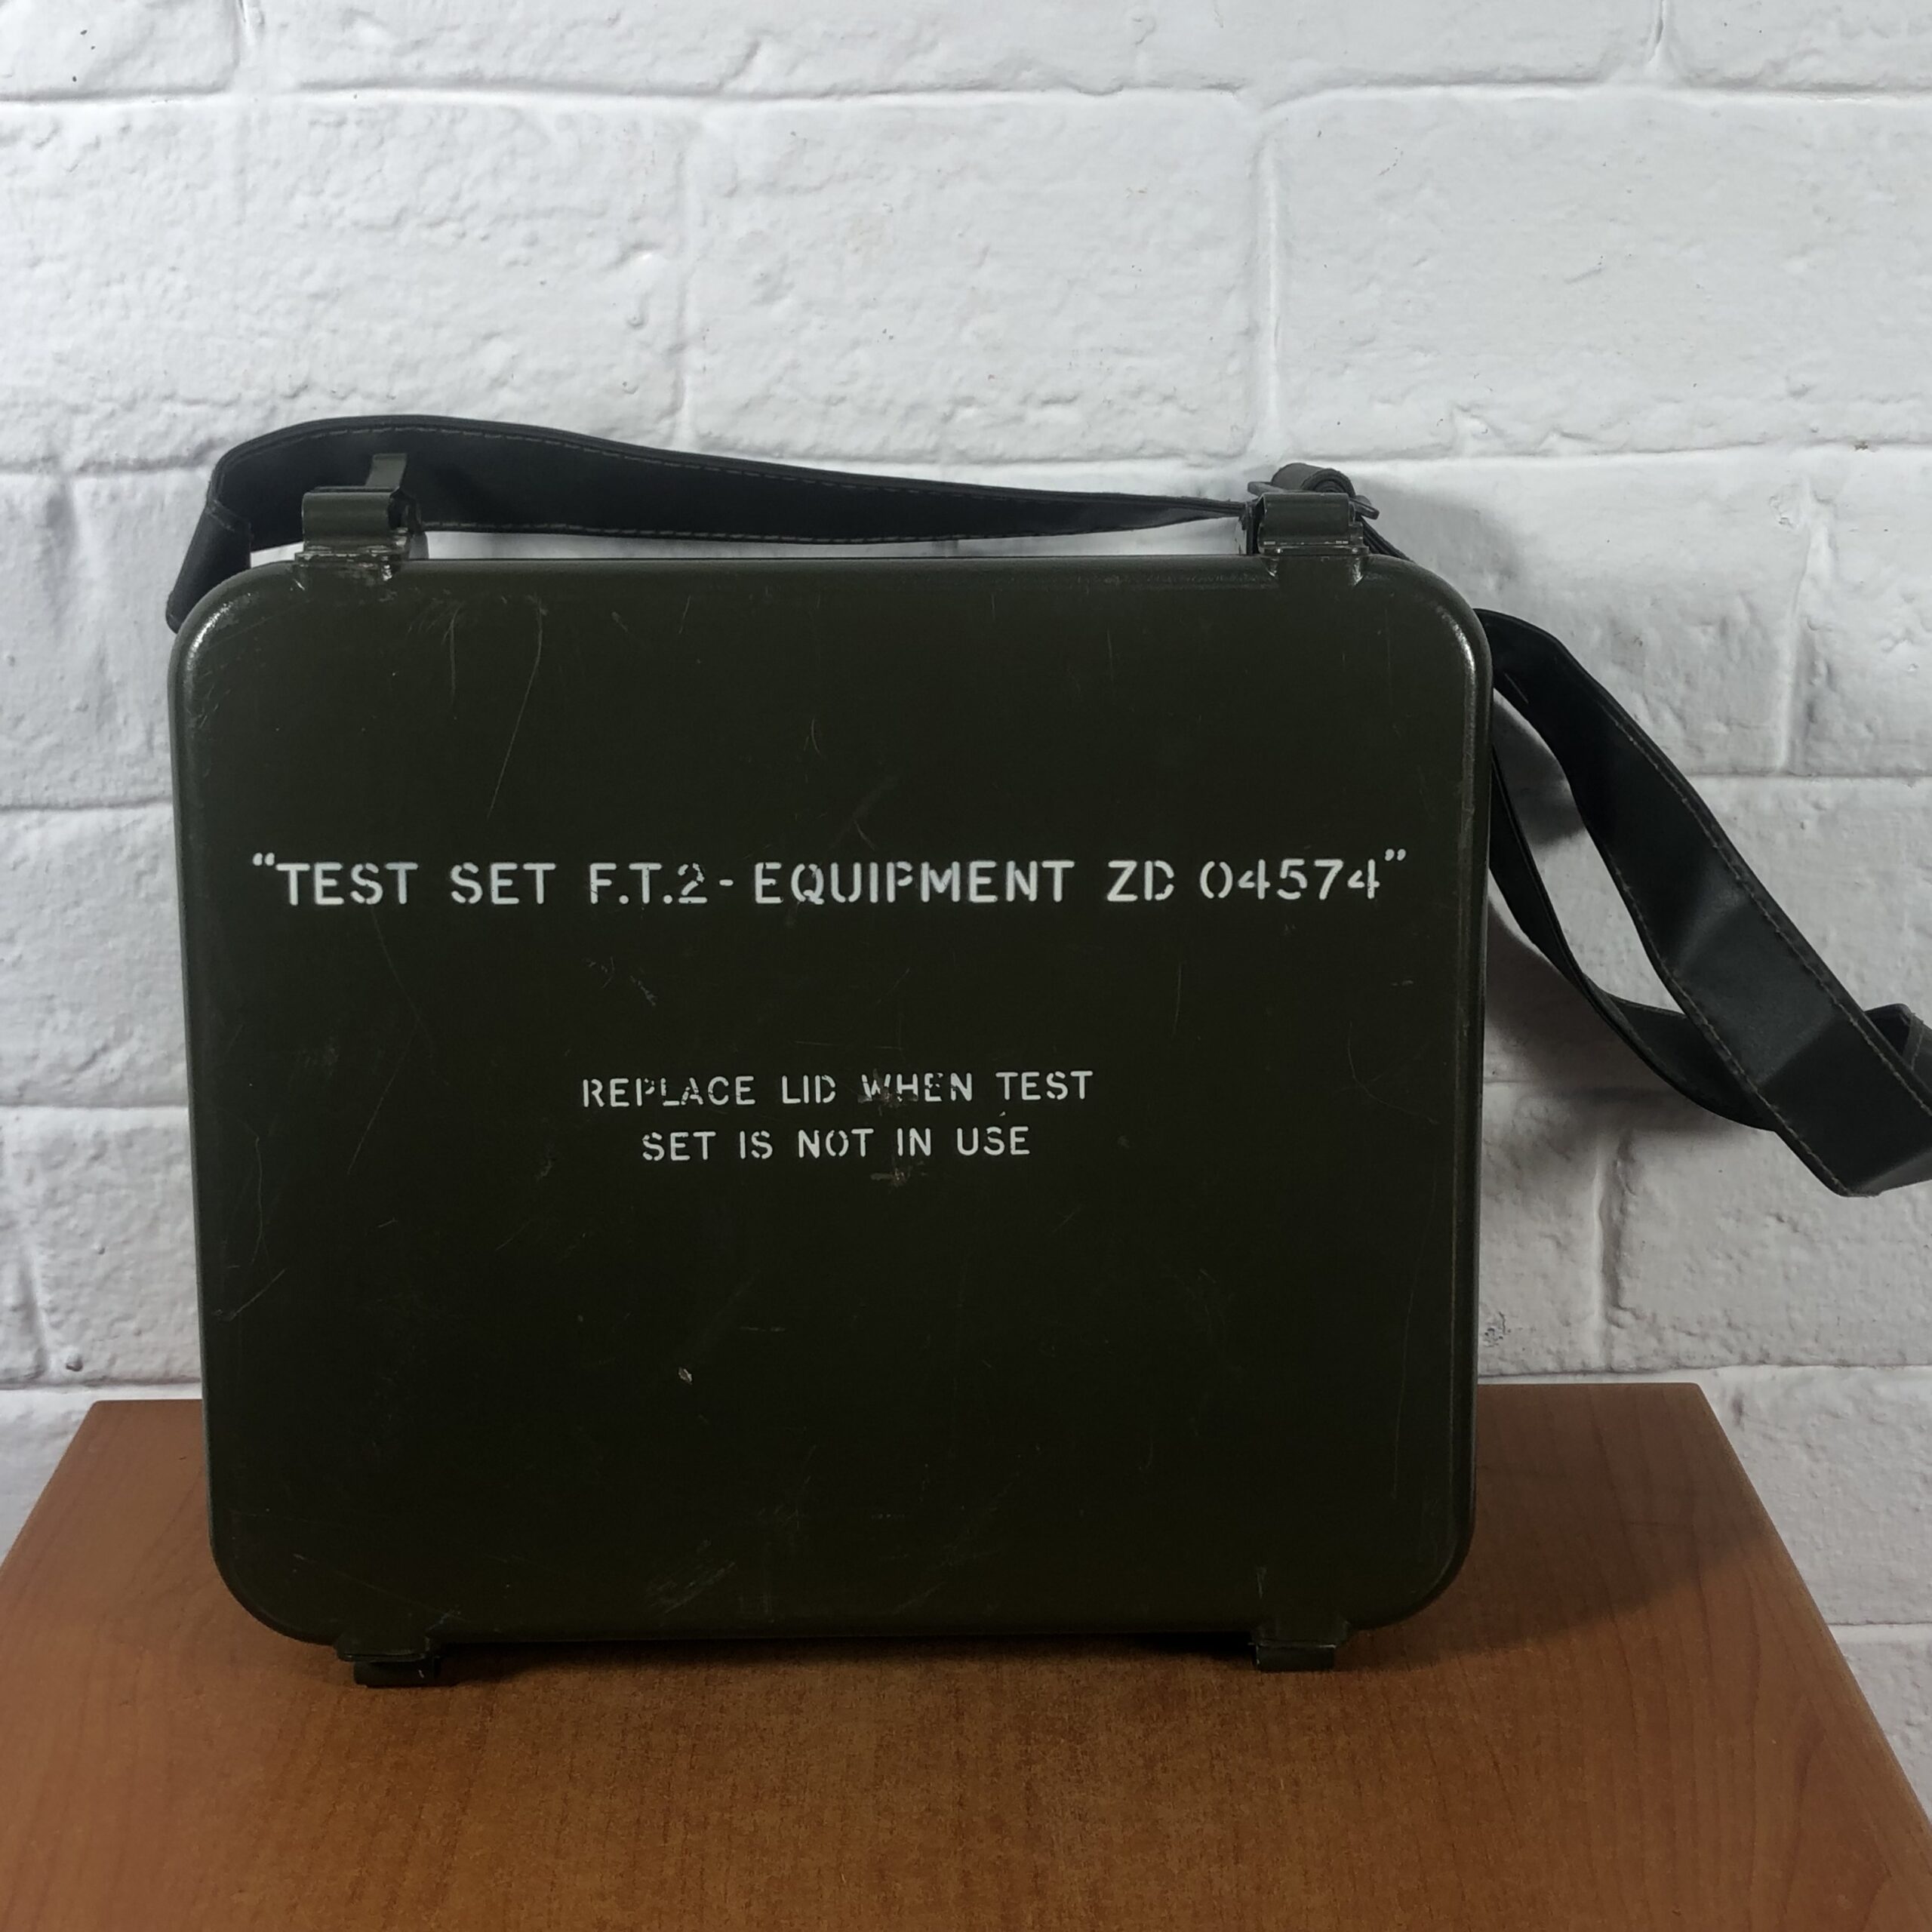 “TEST SET F.T.2 - EQUIPMENT ZD 04574”
REPLACE LID WHEN TEST
SET IS NOT IN USE